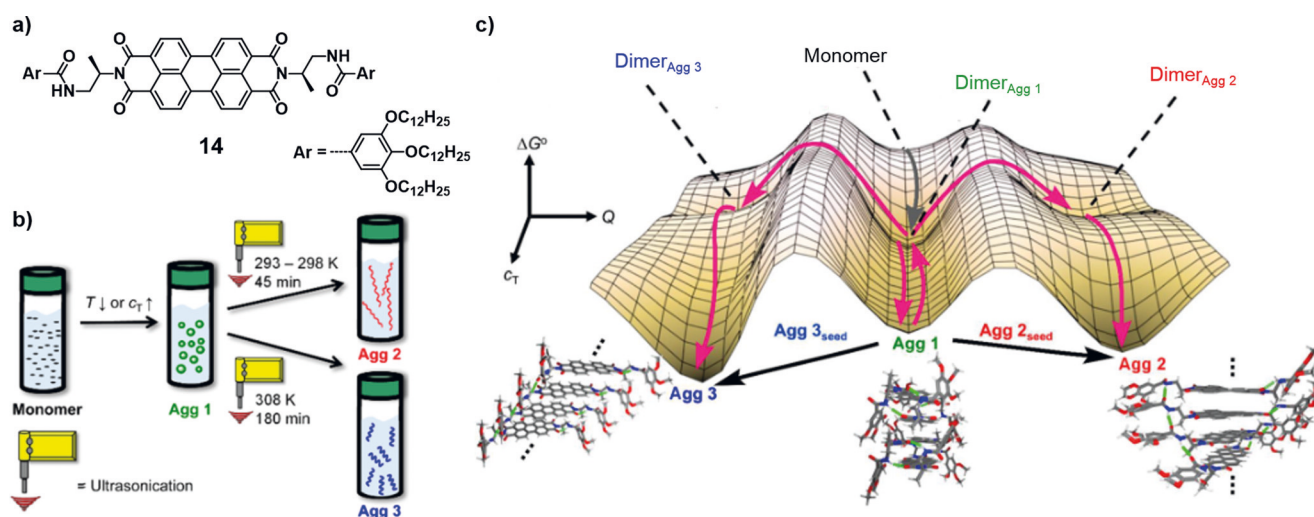 a)
Ar
O
NH
O
N
O
O
N
O
NH
O
Ar
14
Ar =
OC12H25
OC12H25
OC12H25
b)
Monomer
T ↓ or cT ↑
Agg 1
293 – 298 K
45 min
Agg 2
308 K
180 min
Agg 3
= Ultrasonication
c)
Monomer
DimerAgg 3
DimerAgg 1
DimerAgg 2
ΔGº
Q
cT
Agg 3seed
Agg 1
Agg 2seed
Agg 3
Agg 2